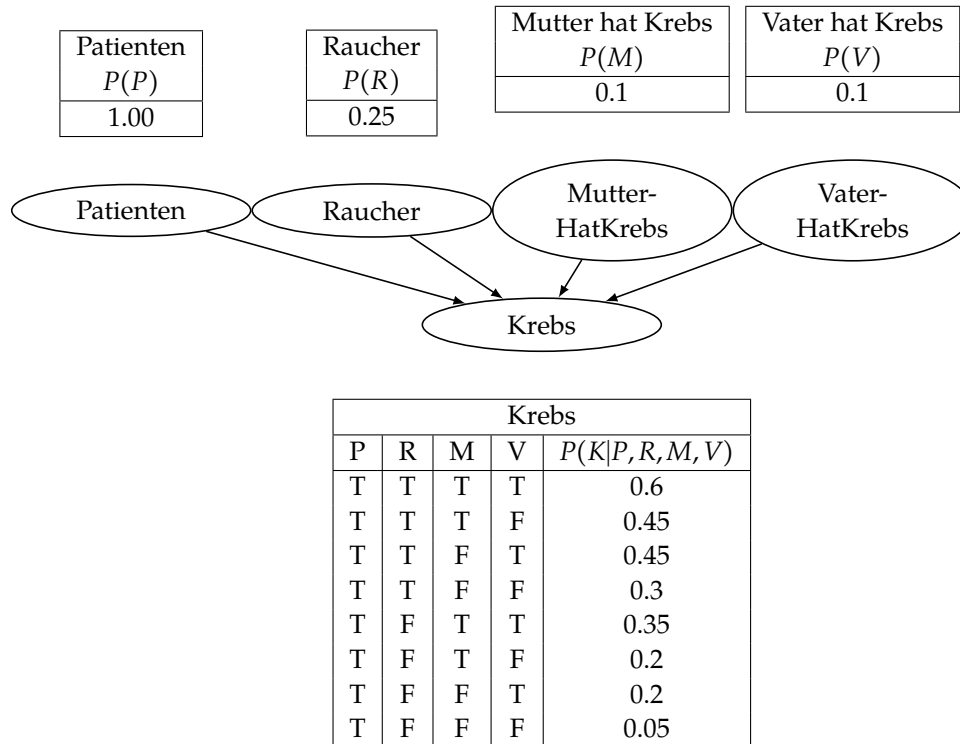 Patienten
P(P)
1.00
Raucher
P(R)
0.25
Mutter hat Krebs
P(M)
0.1
Vater hat Krebs
P(V)
0.1
Patienten
Raucher
Mutter-
HatKrebs
Vater-
HatKrebs
Krebs
Krebs
P R M V P(K|P, R, M, V)
T T T T 0.6
T T T F 0.45
T T F T 0.45
T T F F 0.3
T F T T 0.35
T F T F 0.2
T F F T 0.2
T F F F 0.05